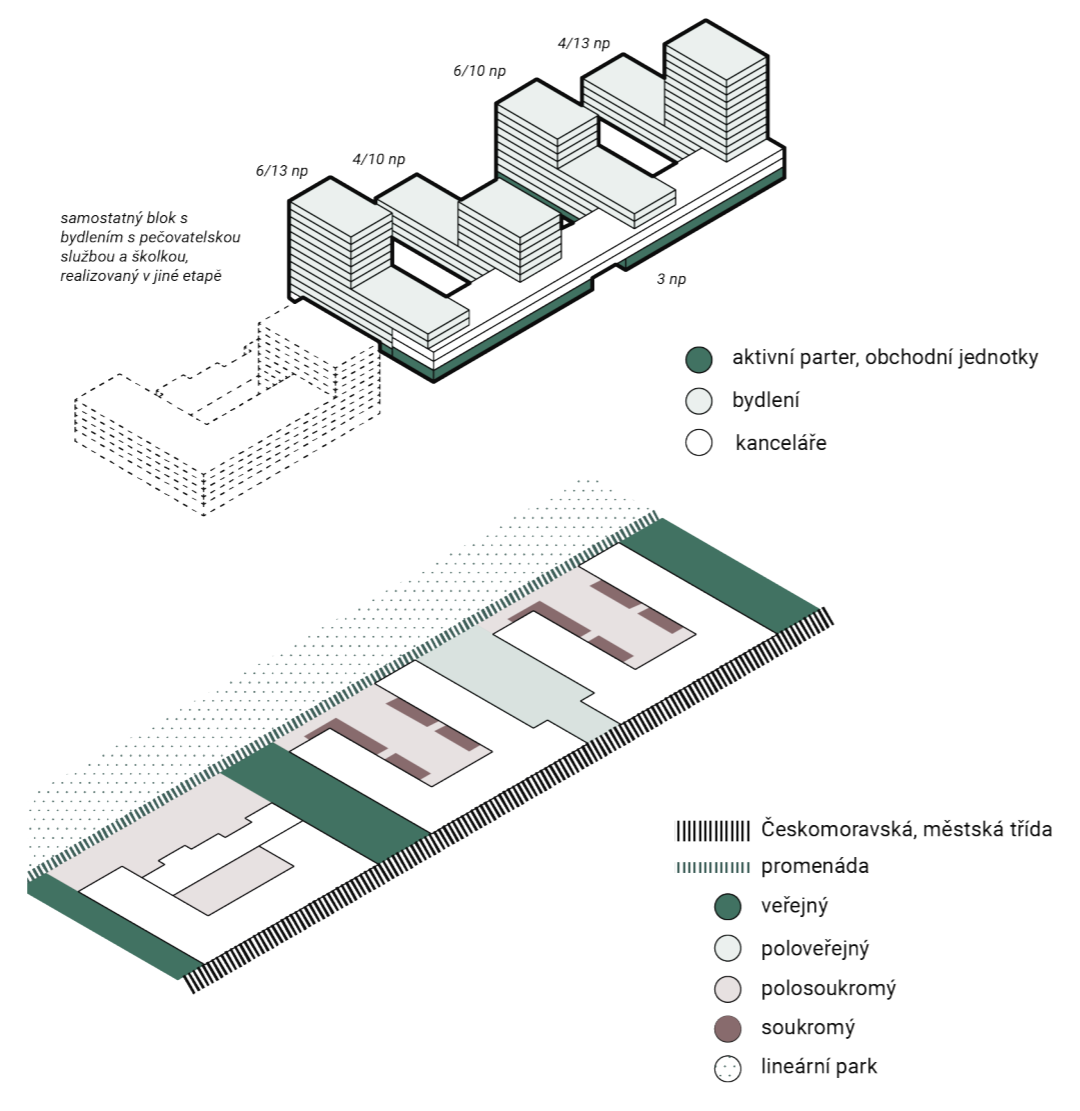 4/13 np
6/10 np
4/10 np
6/13 np
samostatný blok s
bydlením s pečovatelskou
službou a školkou,
realizovaný v jiné etapě
3 np
aktivní parter, obchodní jednotky
bydlení
kanceláře
Českomoravská, městská třída
promenáda
veřejný
poloveřejný
polosoukromý
soukromý
lineární park